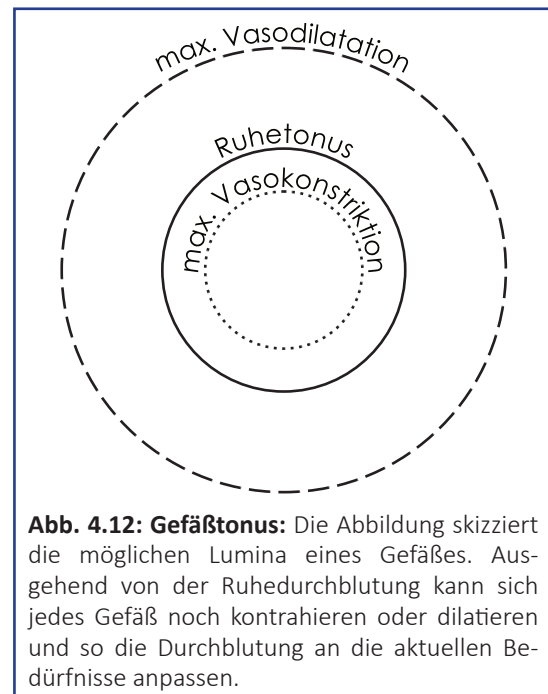 max. Vasodilatation
Ruhetonus
max. Vasokonstriktion
Abb. 4.12: Gefäßtonus: Die Abbildung skizziert
die möglichen Lumina eines Gefäßes. Aus-
gehend von der Ruhedurchblutung kann sich
jedes Gefäß noch kontrahieren oder dilatieren
und so die Durchblutung an die aktuellen Be-
dürfnisse anpassen.